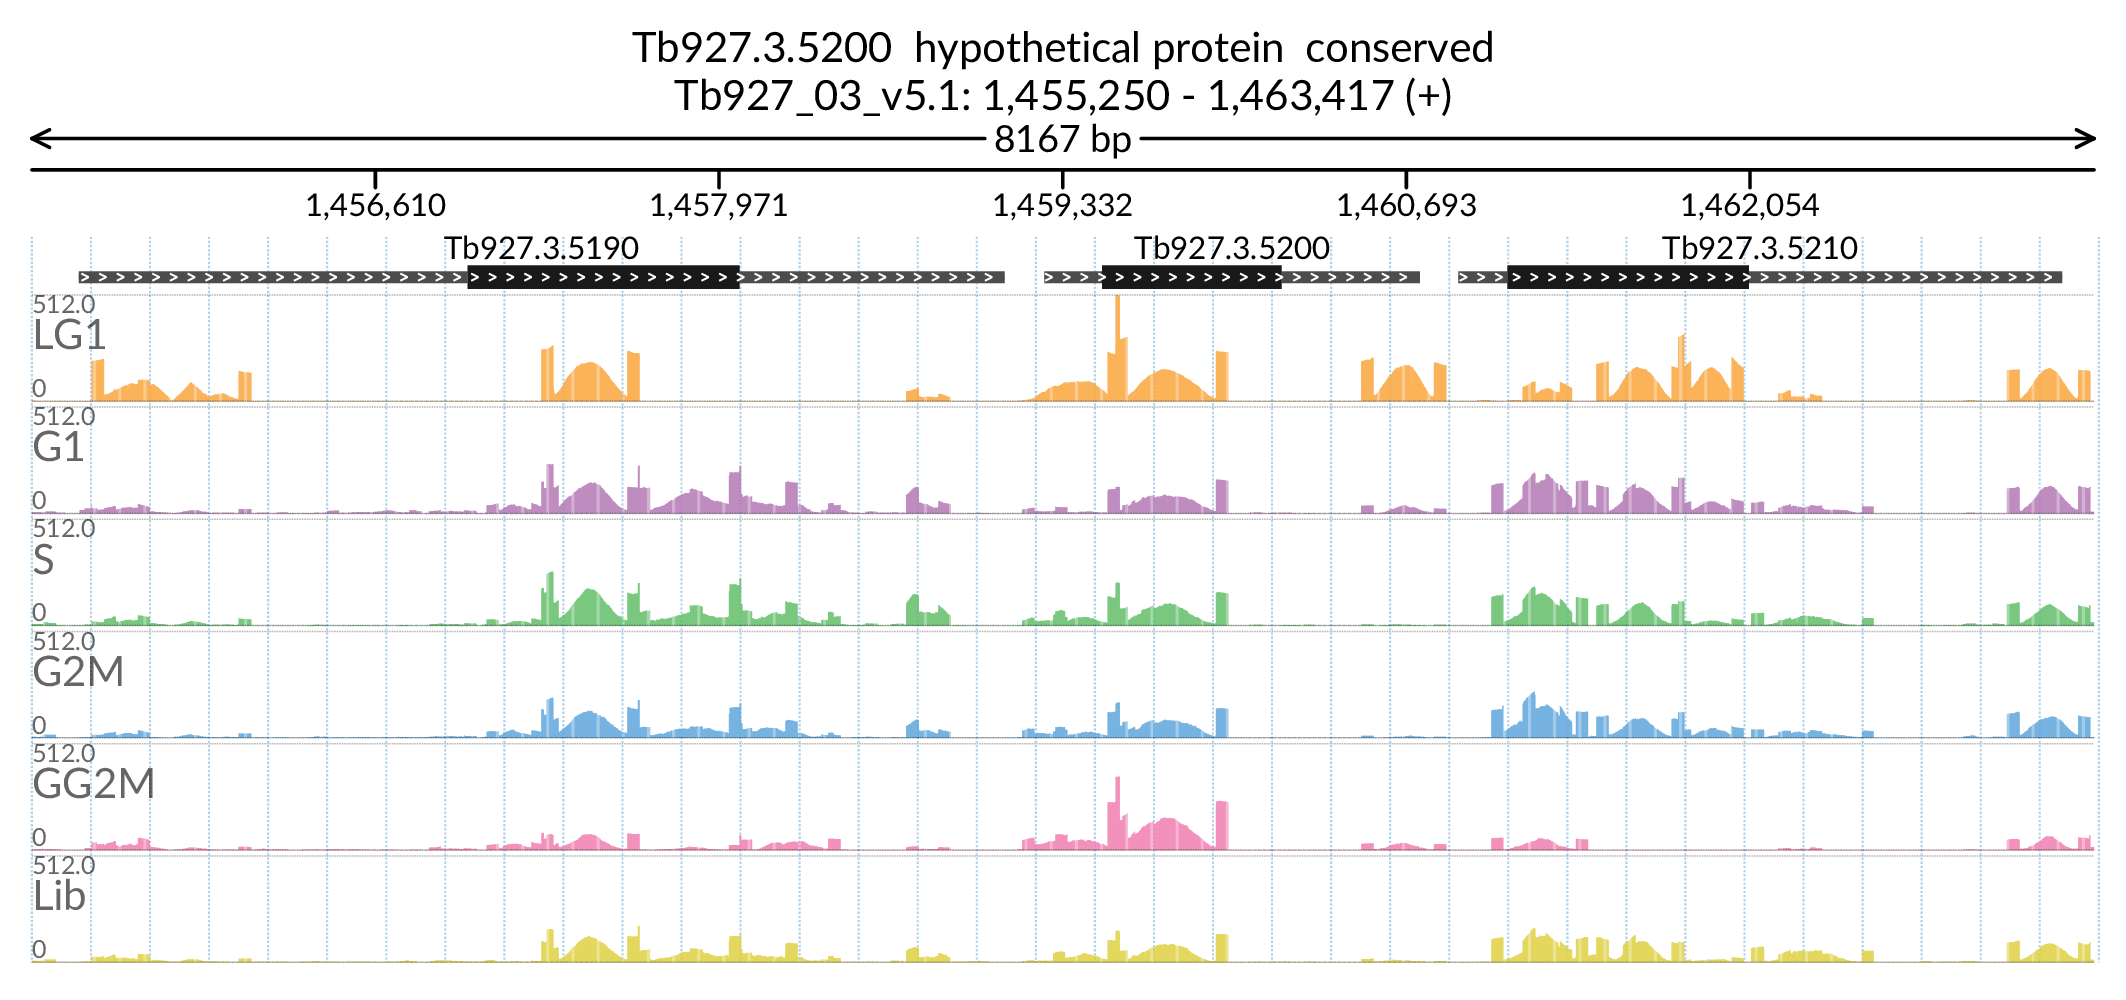 Tb927.3.5200 hypothetical protein conserved
Tb927_03_v5.1: 1,455,250 - 1,463,417 (+)
8167 bp
1,456,610 1,457,971 1,459,332 1,460,693 1,462,054
Tb927.3.5190 Tb927.3.5200 Tb927.3.5210
512.0
LG1
0
512.0
G1
0
512.0
S
0
512.0
G2M
0
512.0
GG2M
0
512.0
Lib
0